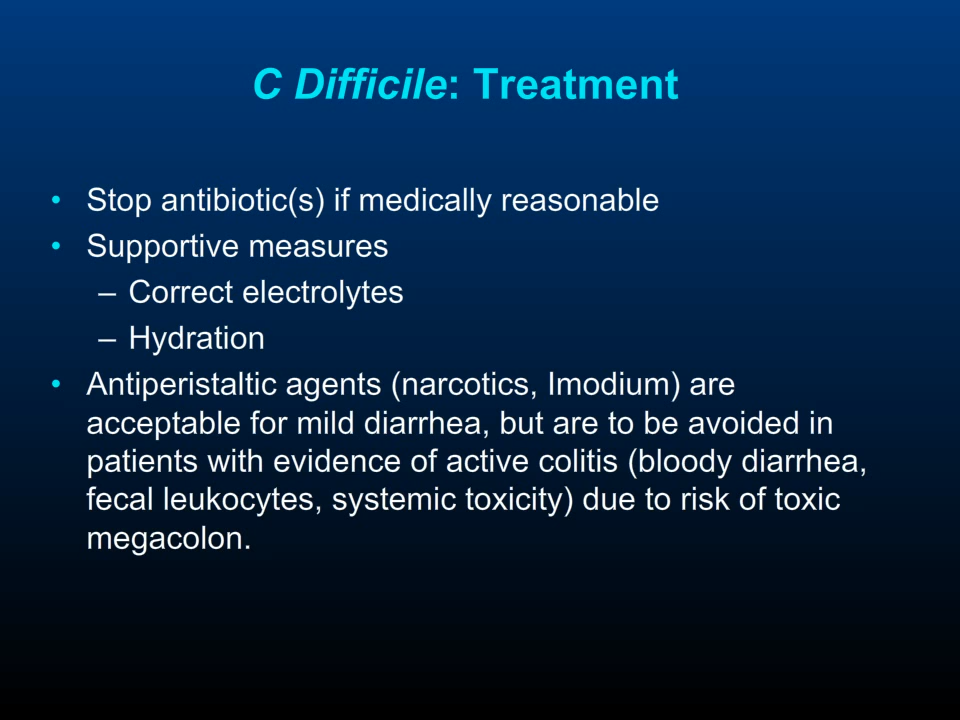 C Difficile: Treatment
• Stop antibiotic(s) if medically reasonable
• Supportive measures
– Correct electrolytes
– Hydration
• Antiperistaltic agents (narcotics, Imodium) are
acceptable for mild diarrhea, but are to be avoided in
patients with evidence of active colitis (bloody diarrhea,
fecal leukocytes, systemic toxicity) due to risk of toxic
megacolon.